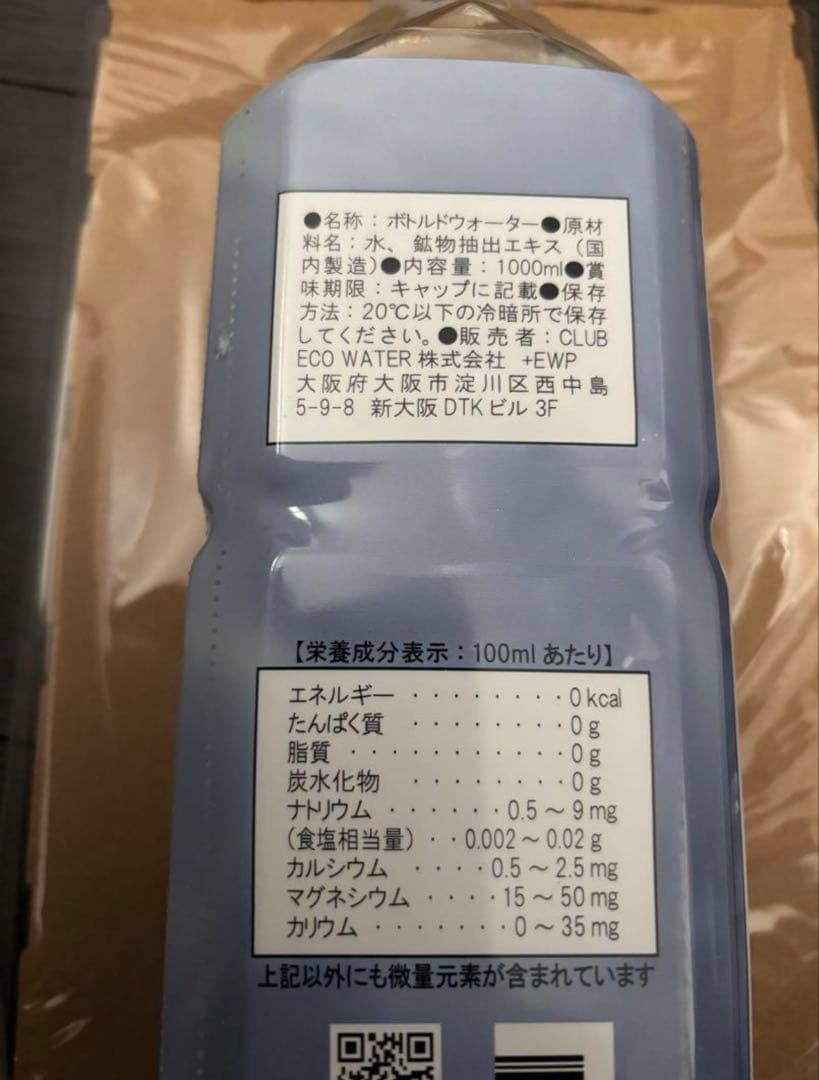 ●名称：ボトルドウォーター●原材
料名：水、鉱物抽出エキス（国
内製造）●内容量：1000ml●賞
味期限：キャップに記載●保存
方法：20℃以下の冷暗所で保存
してください。●販売者：CLUB
ECO WATER 株式会社 +EWP
大阪府大阪市淀川区西中島
5-9-8 新大阪DTKビル 3F
【栄養成分表示：100ml あたり】
エネルギー ・・・・・・・・・0 kcal
たんぱく質 ・・・・・・・・0 g
脂質 ・・・・・・・・・・・0 g
炭水化物 ・・・・・・・・・0 g
ナトリウム ・・・・・・0.5～9 mg
（食塩相当量）・・0.002～0.02 g
カルシウム ・・・・0.5～2.5 mg
マグネシウム ・・・・15～50 mg
カリウム ・・・・・・・0～35 mg
上記以外にも微量元素が含まれています